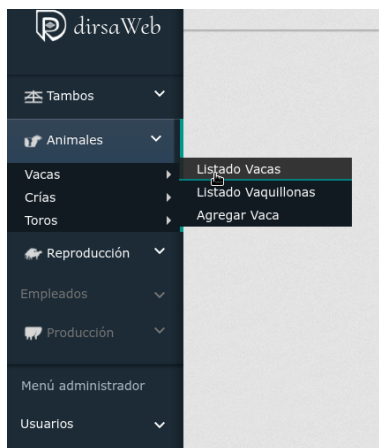 dirsaWeb
Tambos
Animales
Vacas
Listado Vacas
Crías
Listado Vaquillonas
Toros
Agregar Vaca
Reproducción
Empleados
Producción
Menú administrador
Usuarios